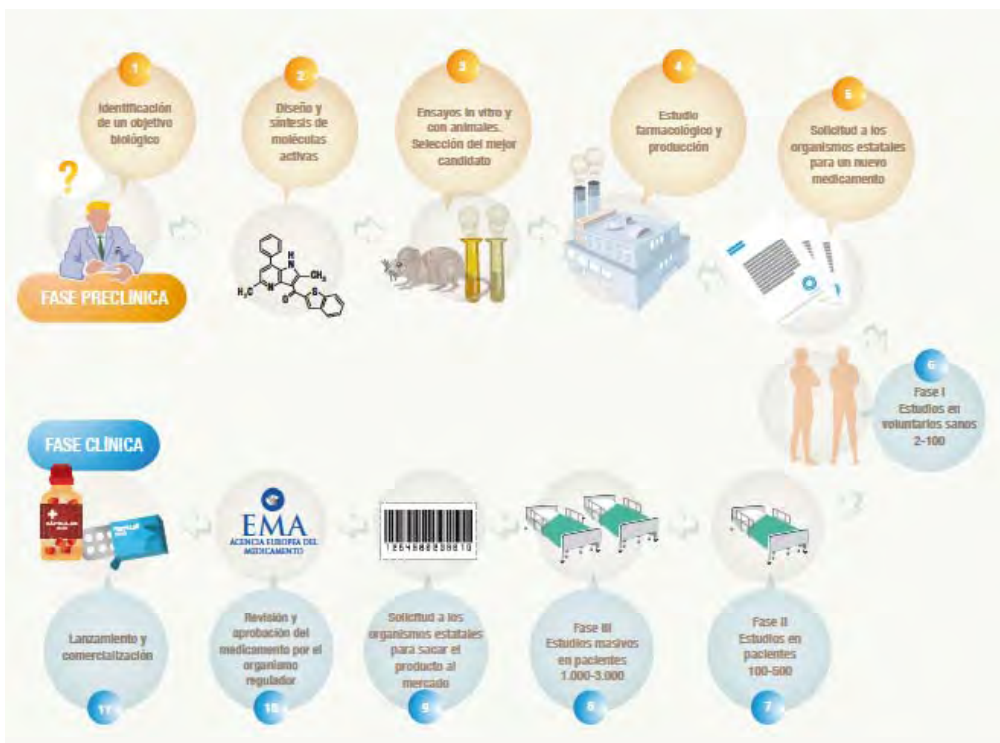 1
Identificación
de un objetivo
biológico
2
Diseño y
síntesis de
moléculas
activas
3
Ensayos in vitro y
con animales.
Selección del mejor
candidato
4
Estudio
farmacológico y
producción
5
Solicitud a los
organismos estatales
para un nuevo
medicamento
?
FASE PRECLÍNICA
H
N
CH₃
H₃C
N
O
S
6
Fase I
Estudios en
voluntarios sanos
2-100
FASE CLÍNICA
EMA
AGENCIA EUROPEA DEL
MEDICAMENTO
Lanzamiento y
comercialización
11
Revisión y
aprobación del
medicamento por el
organismo
regulador
10
Solicitud a los
organismos estatales
para sacar el
producto al
mercado
9
Fase III
Estudios masivos
en pacientes
1.000-3.000
8
Fase II
Estudios en
pacientes
100-500
7